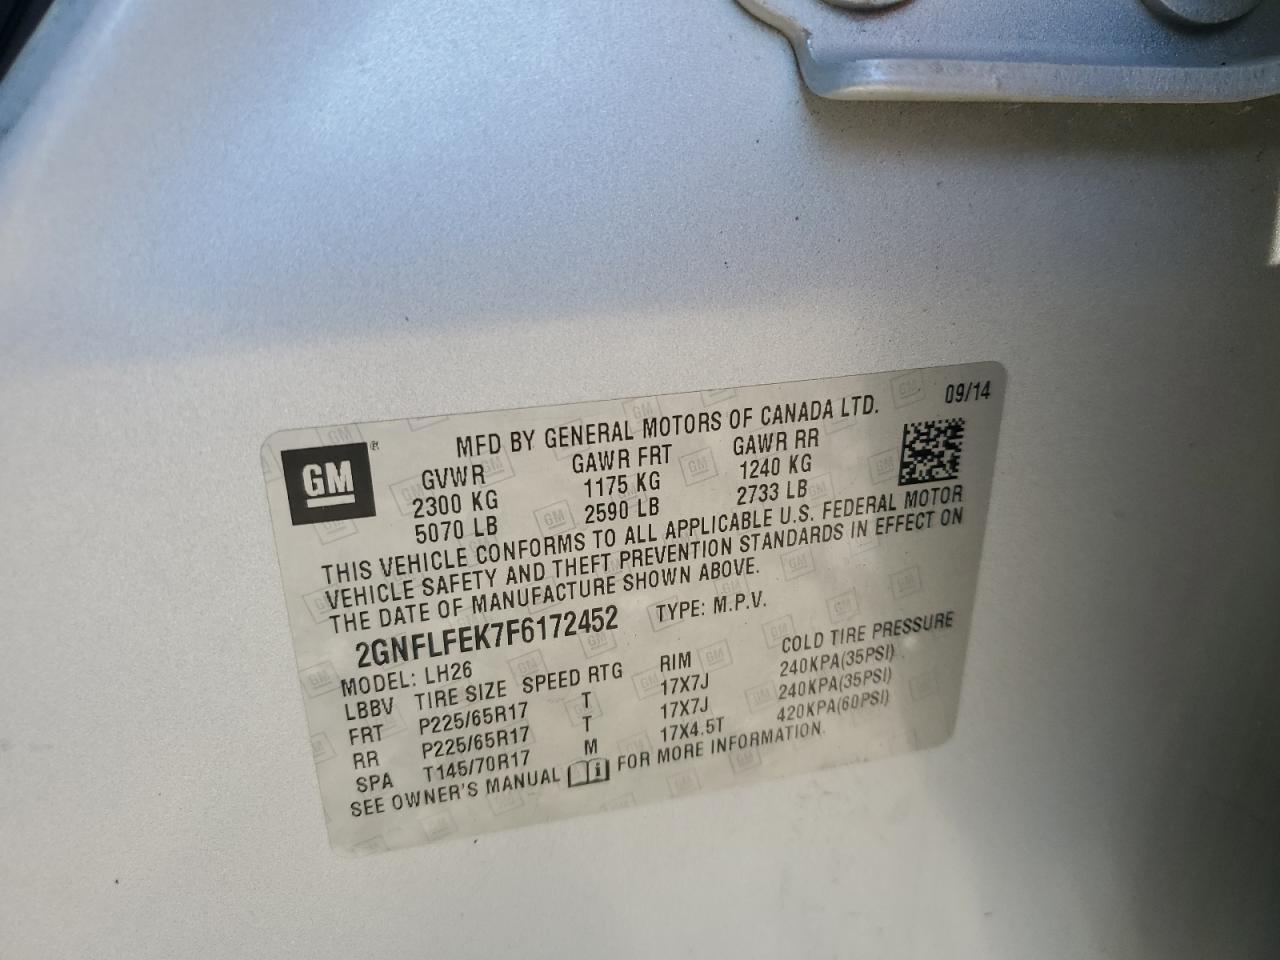 09/14
GM®
MFD BY GENERAL MOTORS OF CANADA LTD.
GVWR GAWR FRT GAWR RR
2300 KG 1175 KG 1240 KG
5070 LB 2590 LB 2733 LB
THIS VEHICLE CONFORMS TO ALL APPLICABLE U.S. FEDERAL MOTOR
VEHICLE SAFETY AND THEFT PREVENTION STANDARDS IN EFFECT ON
THE DATE OF MANUFACTURE SHOWN ABOVE.
2GNFLFEK7F6172452 TYPE: M.P.V.
MODEL: LH26
LBBV TIRE SIZE SPEED RTG RIM COLD TIRE PRESSURE
FRT P225/65R17 T 17X7J 240KPA(35PSI)
RR P225/65R17 T 17X7J 240KPA(35PSI)
SPA T145/70R17 M 17X4.5T 420KPA(60PSI)
SEE OWNER'S MANUAL i FOR MORE INFORMATION.